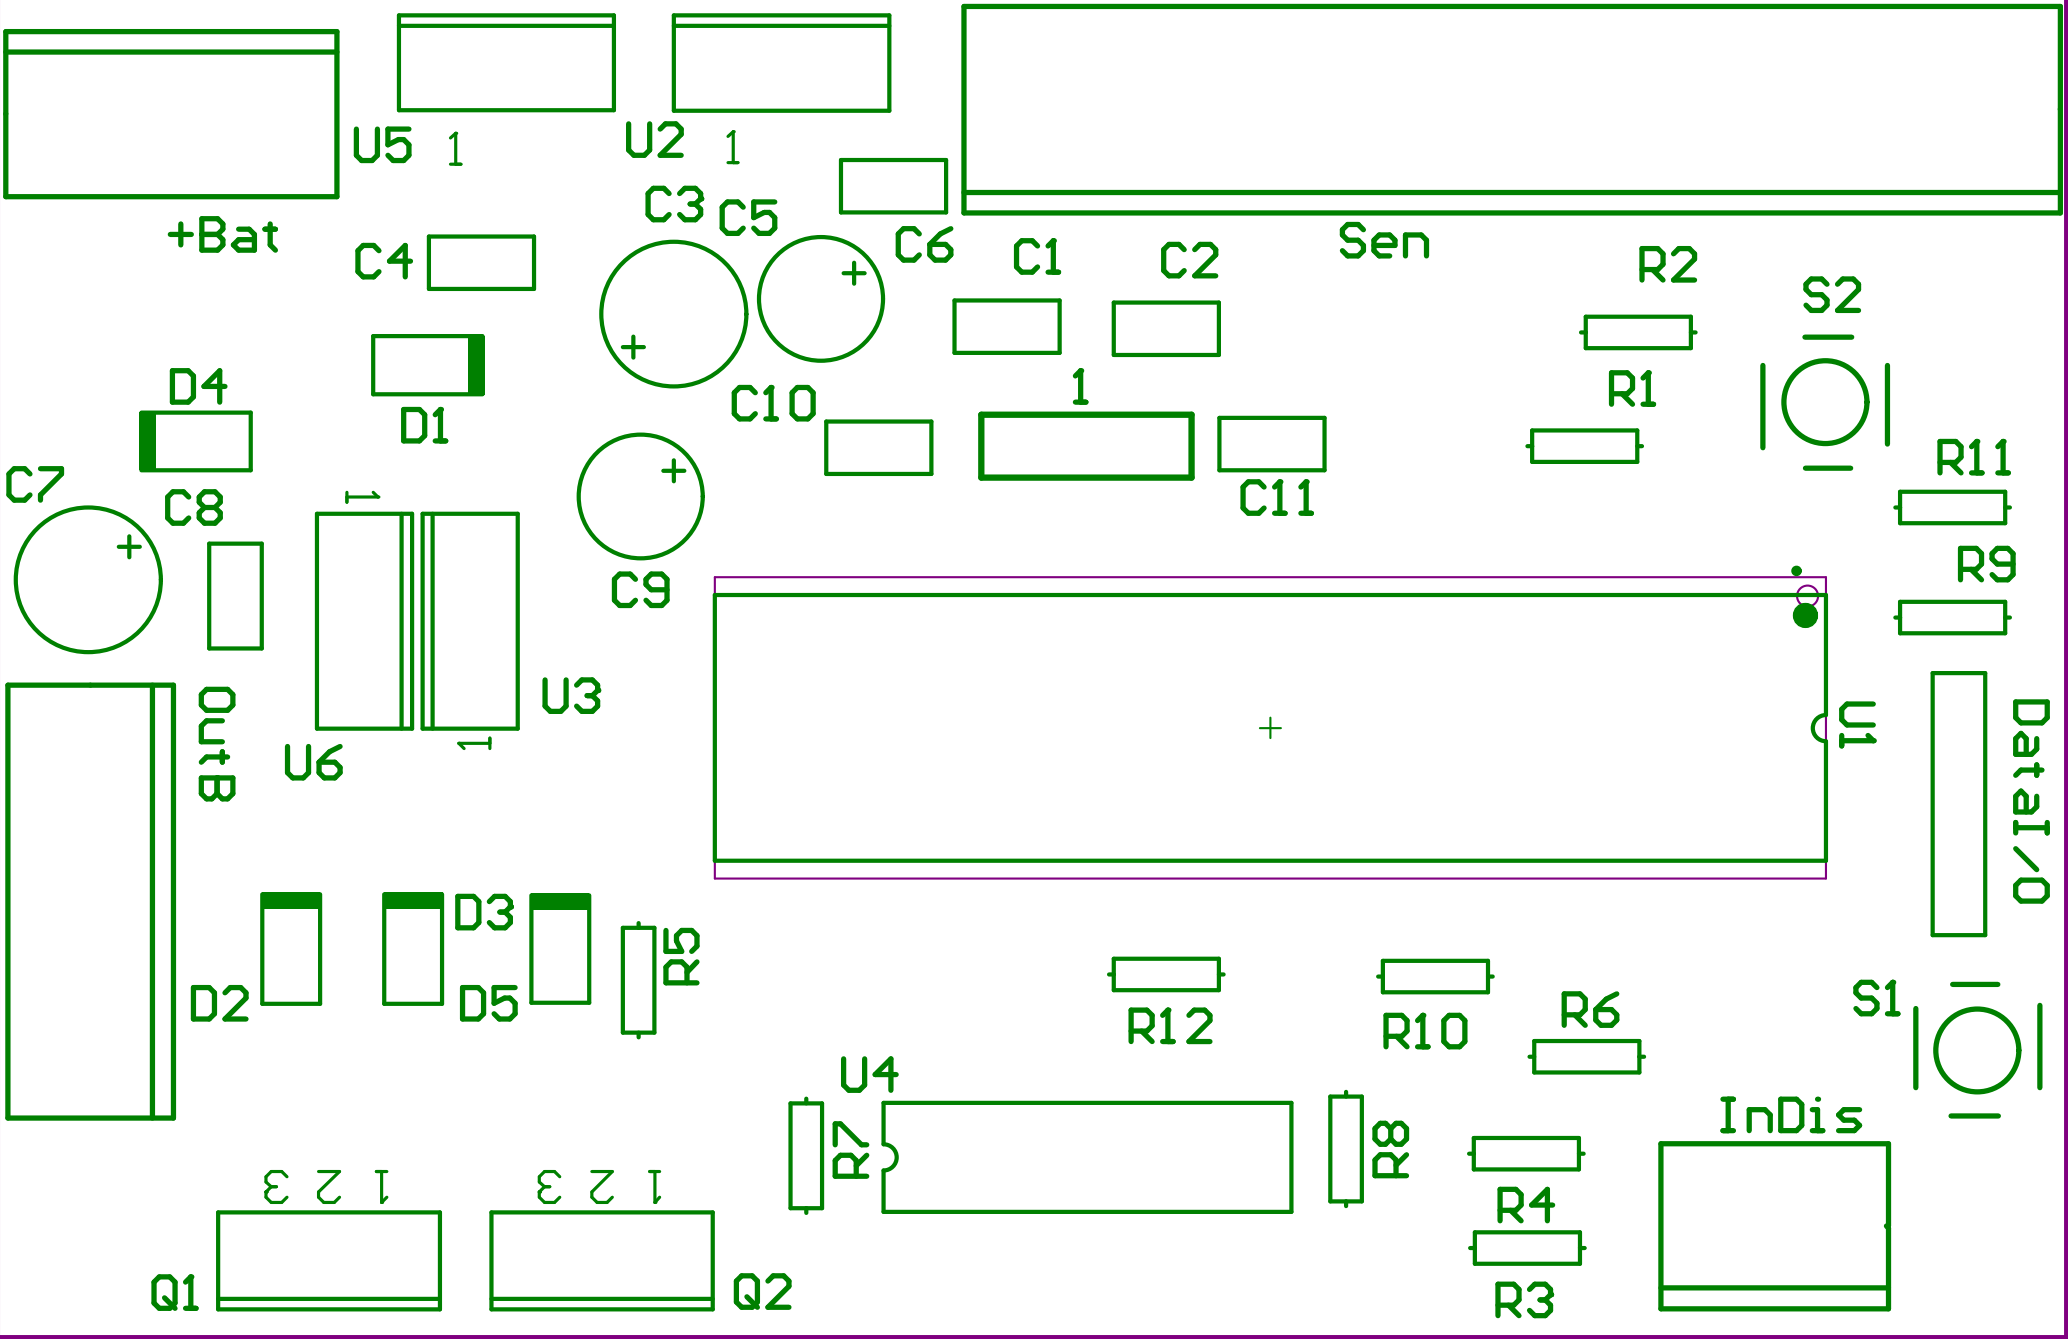 U5
1
U2
1
+Bat
C3
C5
C4
C6
C1
C2
Sen
R2
S2
+
+
D4
D1
C10
1
R1
C7
C8
1
+
C11
R11
+
C9
R9
OutB
U3
U6
1
U1
DataI/O
D3
R5
D2
D5
R12
R10
R6
S1
U4
R7
R8
InDis
1 2 3
1 2 3
R4
Q1
Q2
R3